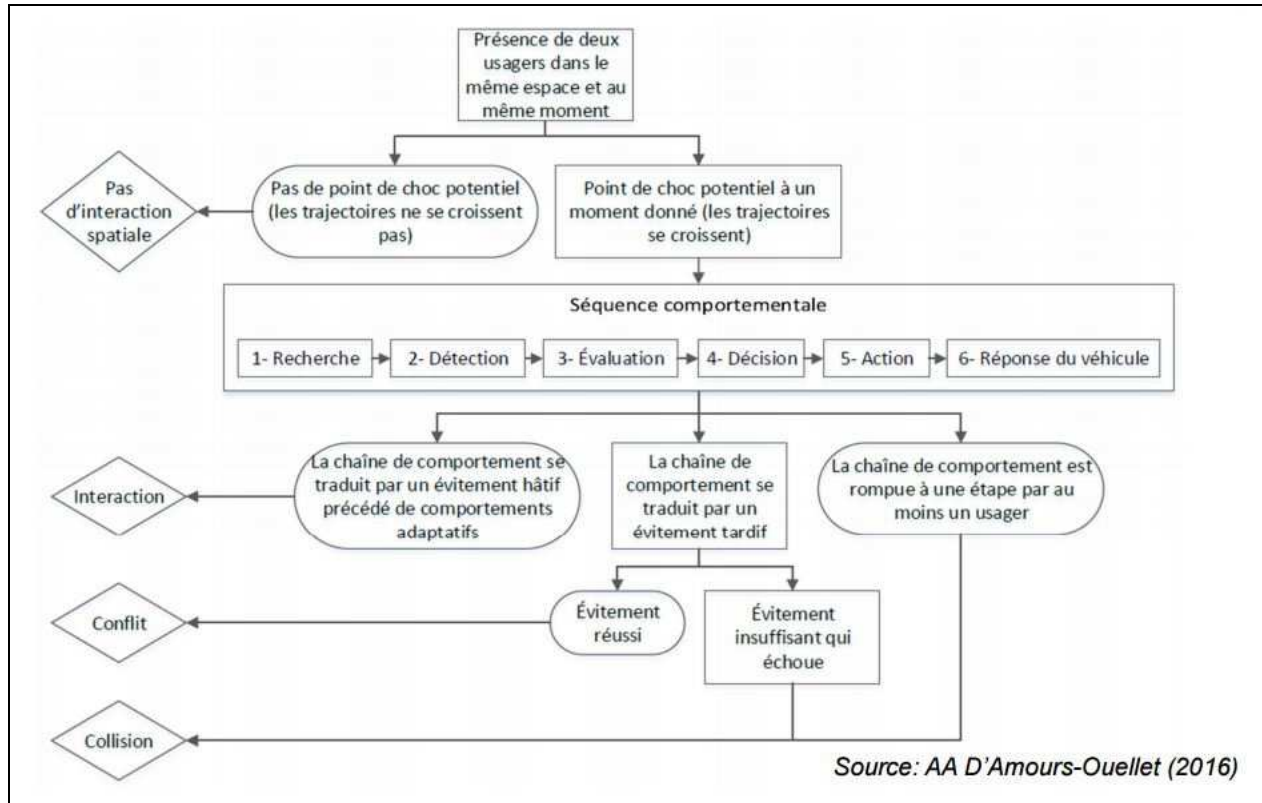 Présence de deux
usagers dans le
même espace et au
même moment
Pas
d'interaction
spatiale
Pas de point de choc potentiel
(les trajectoires ne se croissent
pas)
Point de choc potentiel à un
moment donné (les trajectoires
se croissent)
Séquence comportementale
1- Recherche
2- Détection
3- Évaluation
4- Décision
5- Action
6- Réponse du véhicule
Interaction
La chaîne de comportement se
traduit par un évitement hâtif
précédé de comportements
adaptatifs
La chaîne de
comportement se
traduit par un
évitement tardif
La chaîne de comportement est
rompue à une étape par au
moins un usager
Conflit
Évitement
réussi
Évitement
insuffisant qui
échoue
Collision
Source: AA D'Amours-Ouellet (2016)